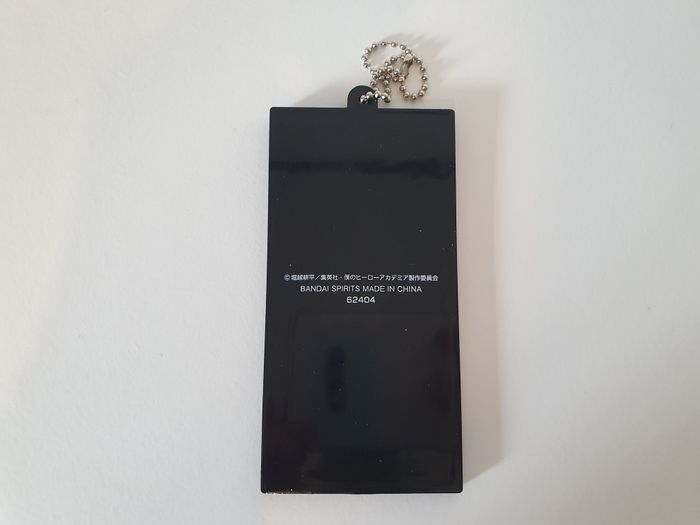 ©堀越耕平／集英社・僕のヒーローアカデミア製作委員会
BANDAI SPIRITS MADE IN CHINA
62404